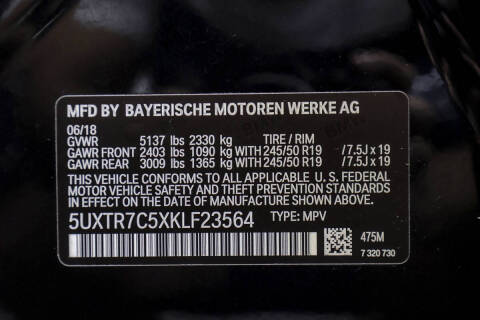 MFD BY BAYERISCHE MOTOREN WERKE AG
06/18
GVWR 5137 lbs 2330 kg TIRE / RIM
GAWR FRONT 2403 lbs 1090 kg WITH 245/50 R19 /7.5J x 19
GAWR REAR 3009 lbs 1365 kg WITH 245/50 R19 /7.5J x 19
THIS VEHICLE CONFORMS TO ALL APPLICABLE U. S. FEDERAL
MOTOR VEHICLE SAFETY AND THEFT PREVENTION STANDARDS
IN EFFECT ON THE DATE OF MANUFACTURE SHOWN ABOVE.
5UXTR7C5XKLF23564 TYPE: MPV
475M
7 320 730